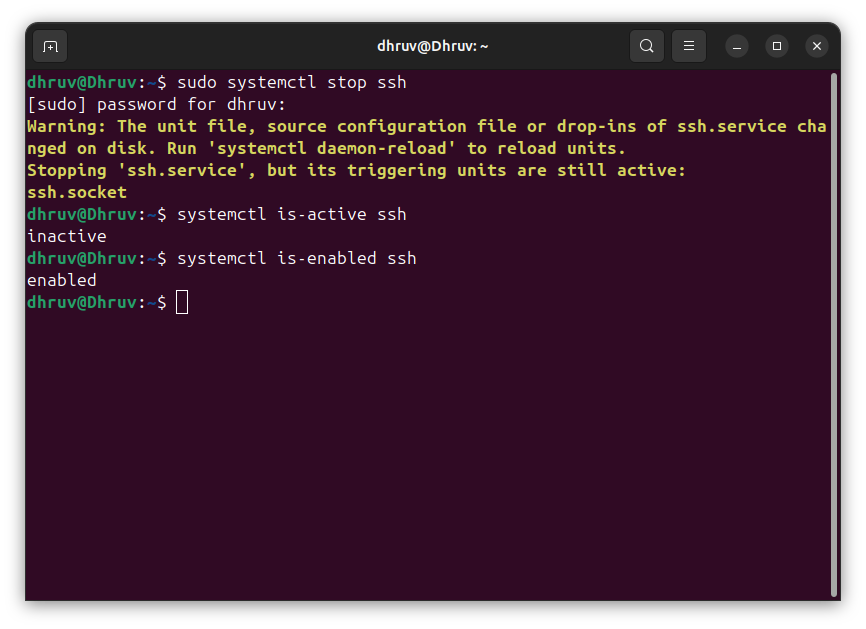 dhruv@Dhruv: ~
dhruv@Dhruv:~$ sudo systemctl stop ssh
[sudo] password for dhruv:
Warning: The unit file, source configuration file or drop-ins of ssh.service cha
nged on disk. Run 'systemctl daemon-reload' to reload units.
Stopping 'ssh.service', but its triggering units are still active:
ssh.socket
dhruv@Dhruv:~$ systemctl is-active ssh
inactive
dhruv@Dhruv:~$ systemctl is-enabled ssh
enabled
dhruv@Dhruv:~$